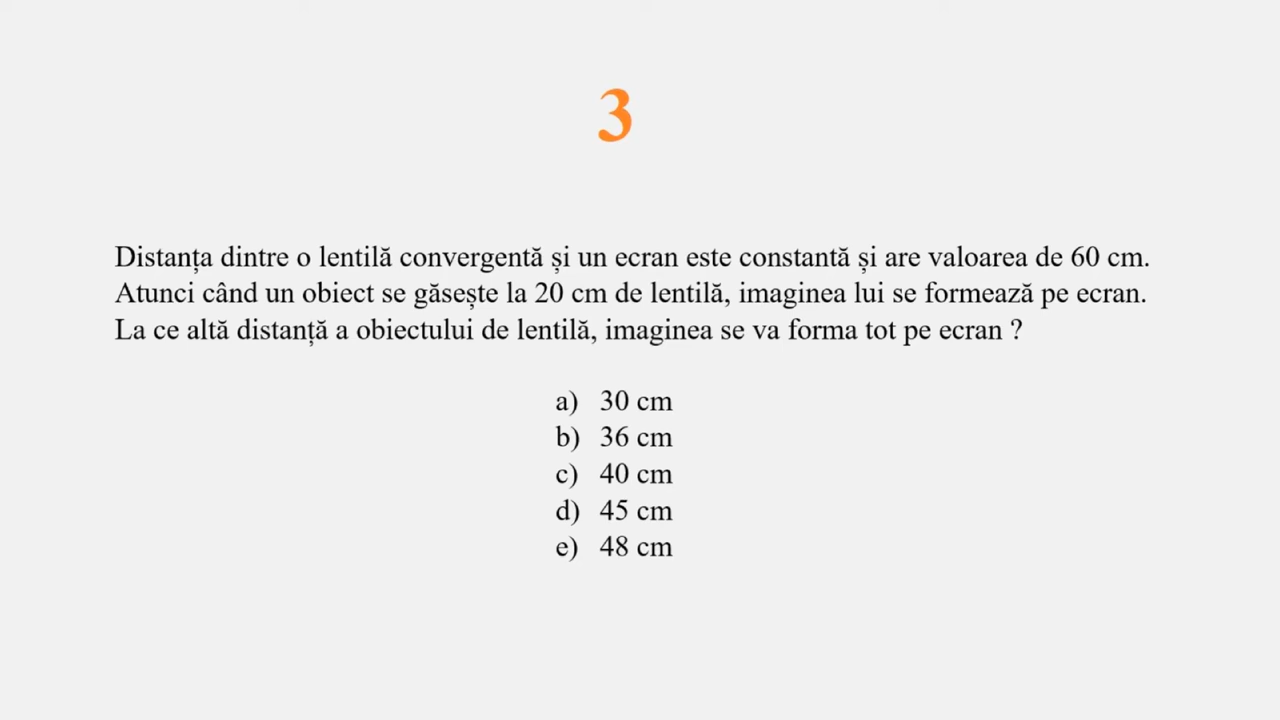 3
Distanța dintre o lentilă convergentă și un ecran este constantă și are valoarea de 60 cm.
Atunci când un obiect se găsește la 20 cm de lentilă, imaginea lui se formează pe ecran.
La ce altă distanță a obiectului de lentilă, imaginea se va forma tot pe ecran ?
a) 30 cm
b) 36 cm
c) 40 cm
d) 45 cm
e) 48 cm